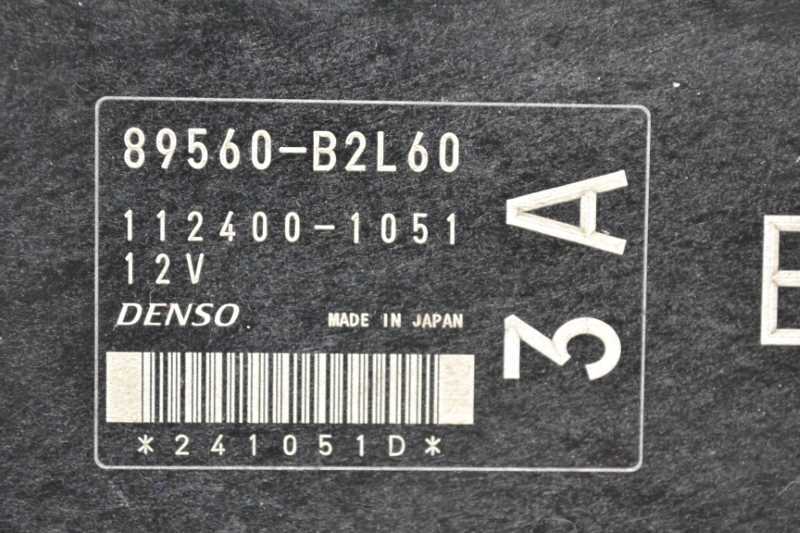 89560-B2L60
112400-1051
12V
DENSO MADE IN JAPAN
*241051D*
3A